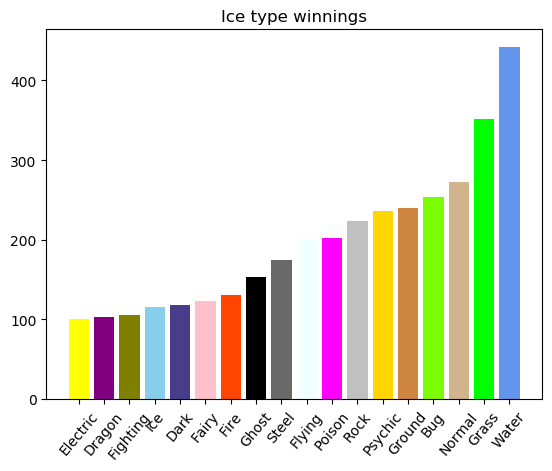 Ice type winnings
400
300
200
100
0
Electric
Dragon
Fighting
Ice
Dark
Fairy
Fire
Ghost
Steel
Flying
Poison
Rock
Psychic
Ground
Bug
Normal
Grass
Water